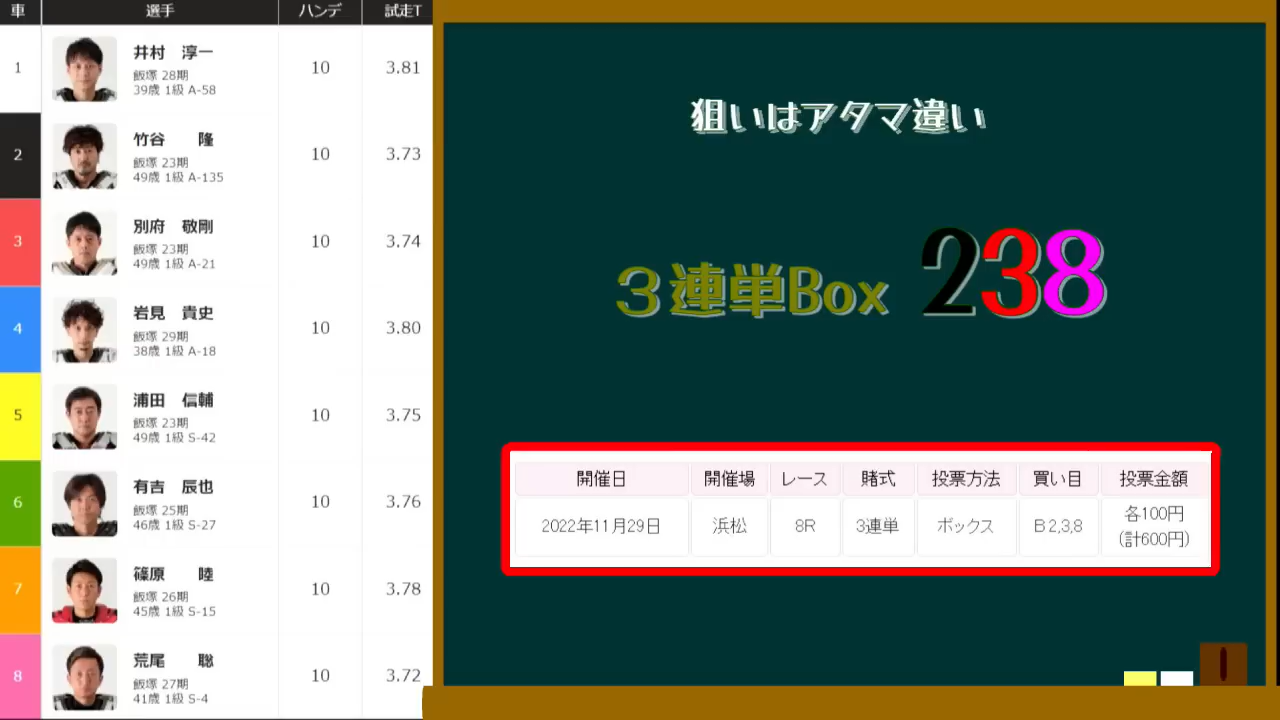 車 選手 ハンデ 試走T
1 井村 淳一 10 3.81
飯塚 28期
39歳 1級 A-58
2 竹谷 隆 10 3.73
飯塚 23期
49歳 1級 A-135
3 別府 敬剛 10 3.74
飯塚 23期
49歳 1級 A-21
4 岩見 貴史 10 3.80
飯塚 29期
38歳 1級 A-18
5 浦田 信輔 10 3.75
飯塚 23期
49歳 1級 S-42
6 有吉 辰也 10 3.76
飯塚 25期
46歳 1級 S-27
7 篠原 睦 10 3.78
飯塚 26期
45歳 1級 S-15
8 荒尾 聡 10 3.72
飯塚 27期
41歳 1級 S-4
狙いはアタマ違い
３連単Box 238
開催日 開催場 レース 賭式 投票方法 買い目 投票金額
2022年11月29日 浜松 8R 3連単 ボックス B 2,3,8 各100円
(計600円)